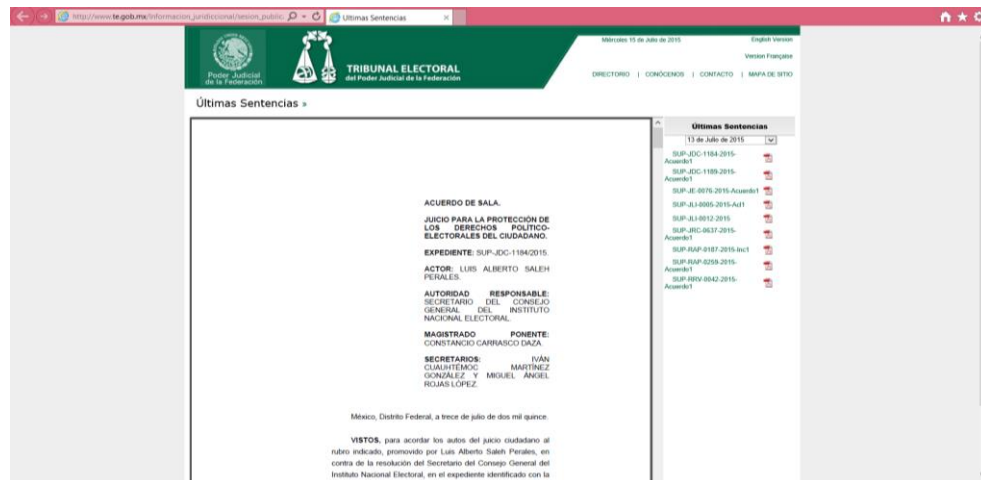 http://www.te.gob.mx/informacion_juridiccional/sesion_public
Últimas Sentencias
Poder Judicial
de la Federación
TRIBUNAL ELECTORAL
del Poder Judicial de la Federación
Miércoles 15 de Julio de 2015
English Version
Version Française
DIRECTORIO | CONÓCENOS | CONTACTO | MAPA DE SITIO
Últimas Sentencias »
ACUERDO DE SALA.
JUICIO PARA LA PROTECCIÓN DE
LOS DERECHOS POLÍTICO-
ELECTORALES DEL CIUDADANO.
EXPEDIENTE: SUP-JDC-1184/2015.
ACTOR: LUIS ALBERTO SALEH
PERALES.
AUTORIDAD RESPONSABLE:
SECRETARIO DEL CONSEJO
GENERAL DEL INSTITUTO
NACIONAL ELECTORAL.
MAGISTRADO PONENTE:
CONSTANCIO CARRASCO DAZA.
SECRETARIOS: IVÁN
CUAUHTÉMOC MARTÍNEZ
GONZÁLEZ Y MIGUEL ÁNGEL
ROJAS LÓPEZ.
México, Distrito Federal, a trece de julio de dos mil quince.
VISTOS, para acordar los autos del juicio ciudadano al
rubro indicado, promovido por Luis Alberto Saleh Perales, en
contra de la resolución del Secretario del Consejo General del
Instituto Nacional Electoral, en el expediente identificado con la
Últimas Sentencias
13 de Julio de 2015
SUP-JDC-1184-2015-
Acuerdo1
SUP-JDC-1189-2015-
Acuerdo1
SUP-JE-0076-2015-Acuerdo1
SUP-JLI-0005-2015-Acl1
SUP-JLI-0012-2015
SUP-JRC-0637-2015-
Acuerdo1
SUP-RAP-0187-2015-Inc1
SUP-RAP-0259-2015-
Acuerdo1
SUP-RRV-0042-2015-
Acuerdo1